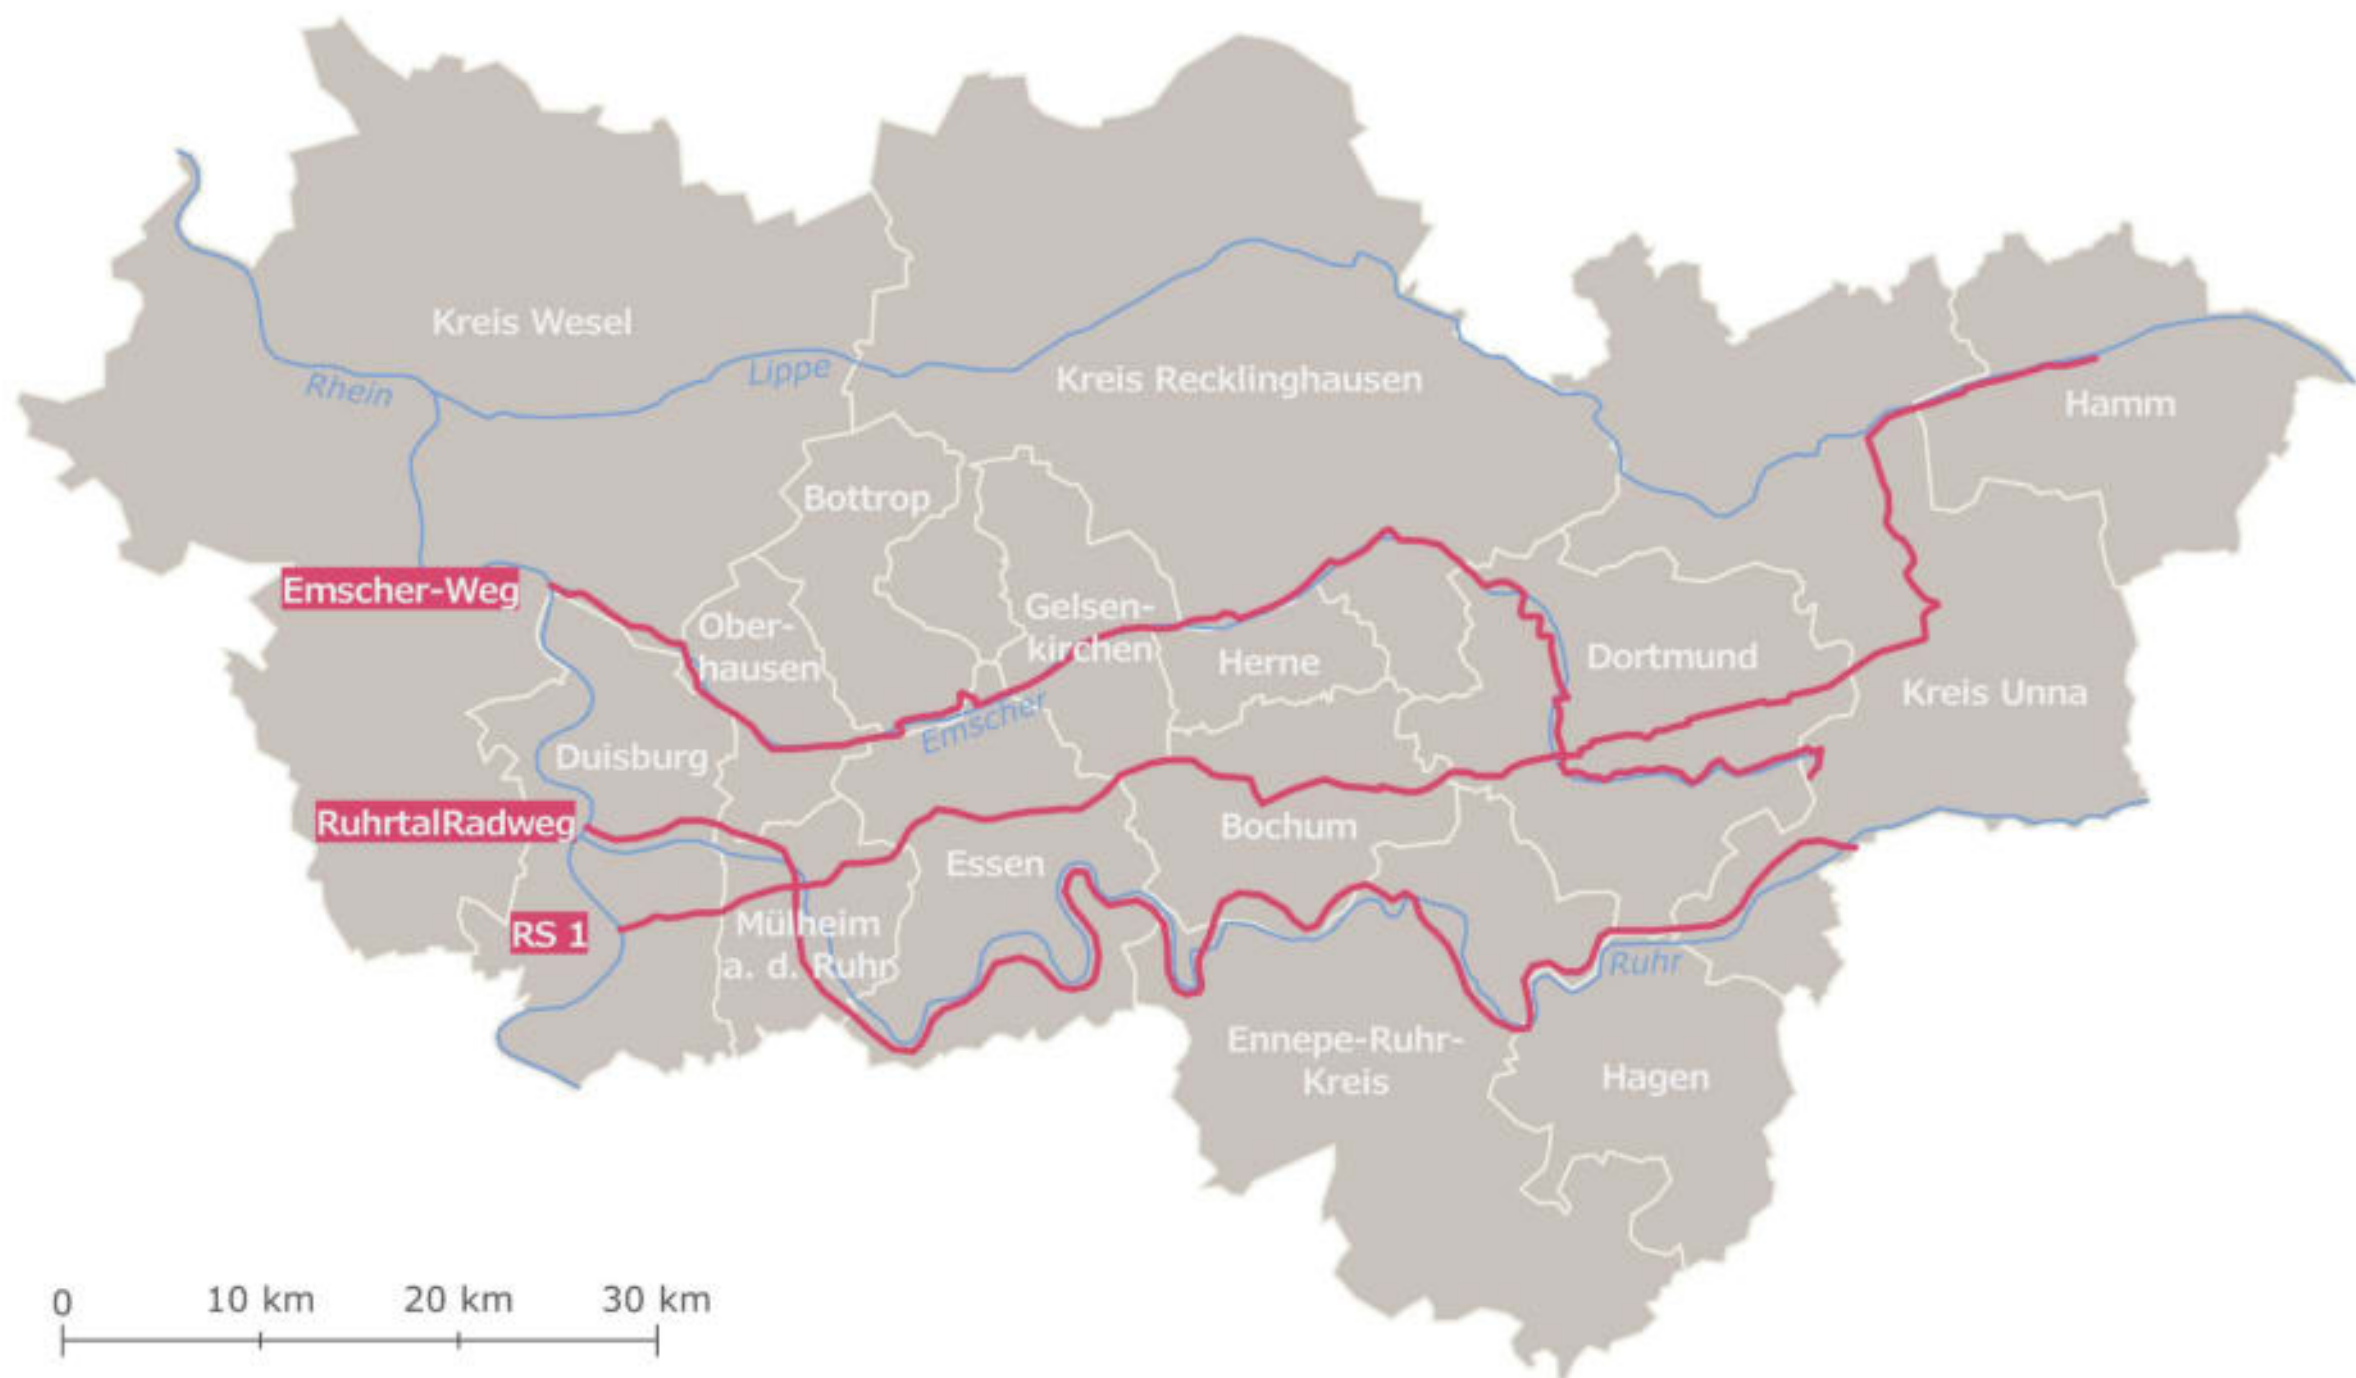 Kreis Wesel
Rhein
Lippe
Kreis Recklinghausen
Hamm
Bottrop
Emscher-Weg
Ober-
hausen
Gelsen-
kirchen
Herne
Dortmund
Kreis Unna
Emscher
Duisburg
RuhrtalRadweg
Bochum
Essen
RS 1
Mülheim
a. d. Ruhr
Ruhr
Ennepe-Ruhr-
Kreis
Hagen
0 10 km 20 km 30 km